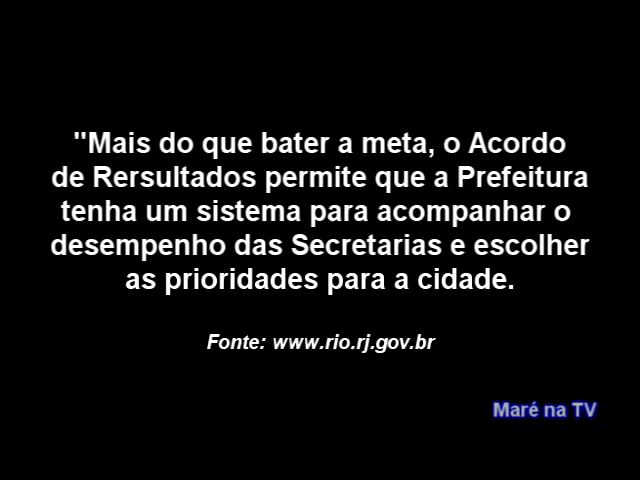 "Mais do que bater a meta, o Acordo
de Rersultados permite que a Prefeitura
tenha um sistema para acompanhar o
desempenho das Secretarias e escolher
as prioridades para a cidade.
Fonte: www.rio.rj.gov.br
Maré na TV